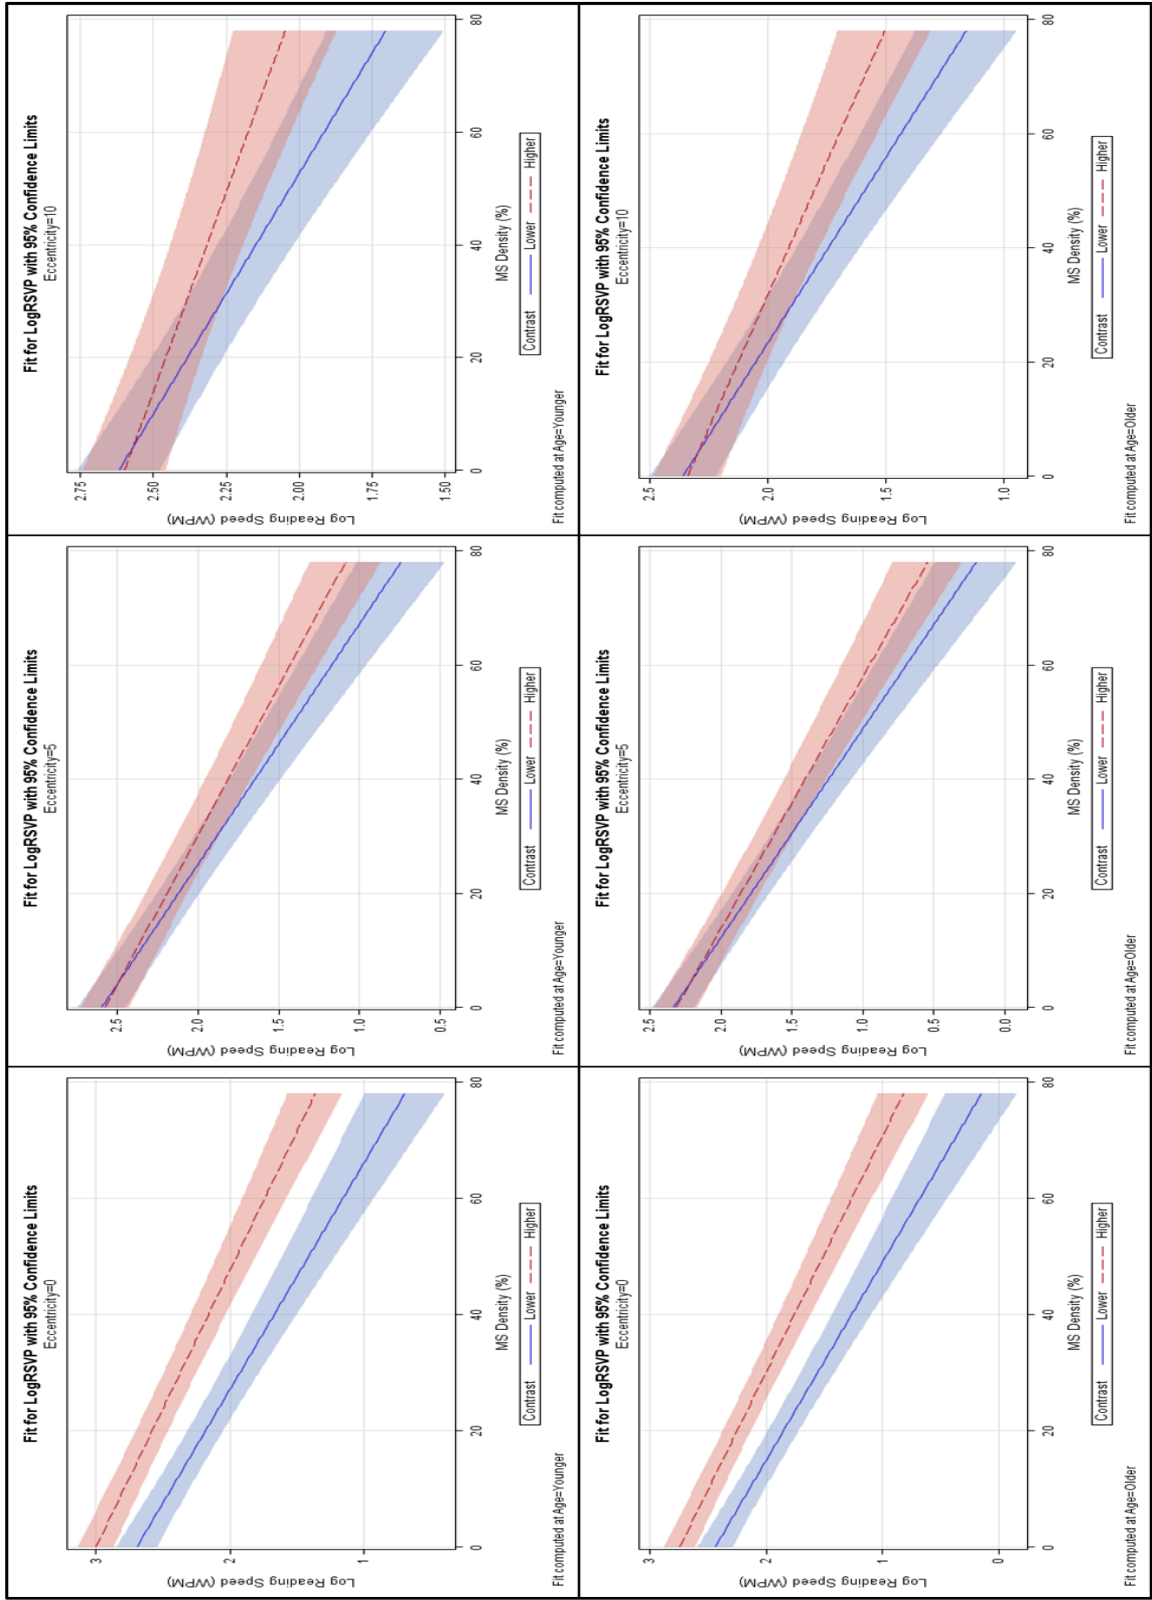 Fit for LogRSVP with 95% Confidence Limits
Eccentricity=0
Log Reading Speed (WPM)
3
2
1
0 20 40 60 80
MS Density (%)
Contrast Lower Higher
Fit computed at Age=Younger
Fit for LogRSVP with 95% Confidence Limits
Eccentricity=5
Log Reading Speed (WPM)
2.5
2.0
1.5
1.0
0.5
0 20 40 60 80
MS Density (%)
Contrast Lower Higher
Fit computed at Age=Younger
Fit for LogRSVP with 95% Confidence Limits
Eccentricity=10
Log Reading Speed (WPM)
2.75
2.50
2.25
2.00
1.75
1.50
0 20 40 60 80
MS Density (%)
Contrast Lower Higher
Fit computed at Age=Younger
Fit for LogRSVP with 95% Confidence Limits
Eccentricity=0
Log Reading Speed (WPM)
3
2
1
0
0 20 40 60 80
MS Density (%)
Contrast Lower Higher
Fit computed at Age=Older
Fit for LogRSVP with 95% Confidence Limits
Eccentricity=5
Log Reading Speed (WPM)
2.5
2.0
1.5
1.0
0.5
0.0
0 20 40 60 80
MS Density (%)
Contrast Lower Higher
Fit computed at Age=Older
Fit for LogRSVP with 95% Confidence Limits
Eccentricity=10
Log Reading Speed (WPM)
2.5
2.0
1.5
1.0
0 20 40 60 80
MS Density (%)
Contrast Lower Higher
Fit computed at Age=Older